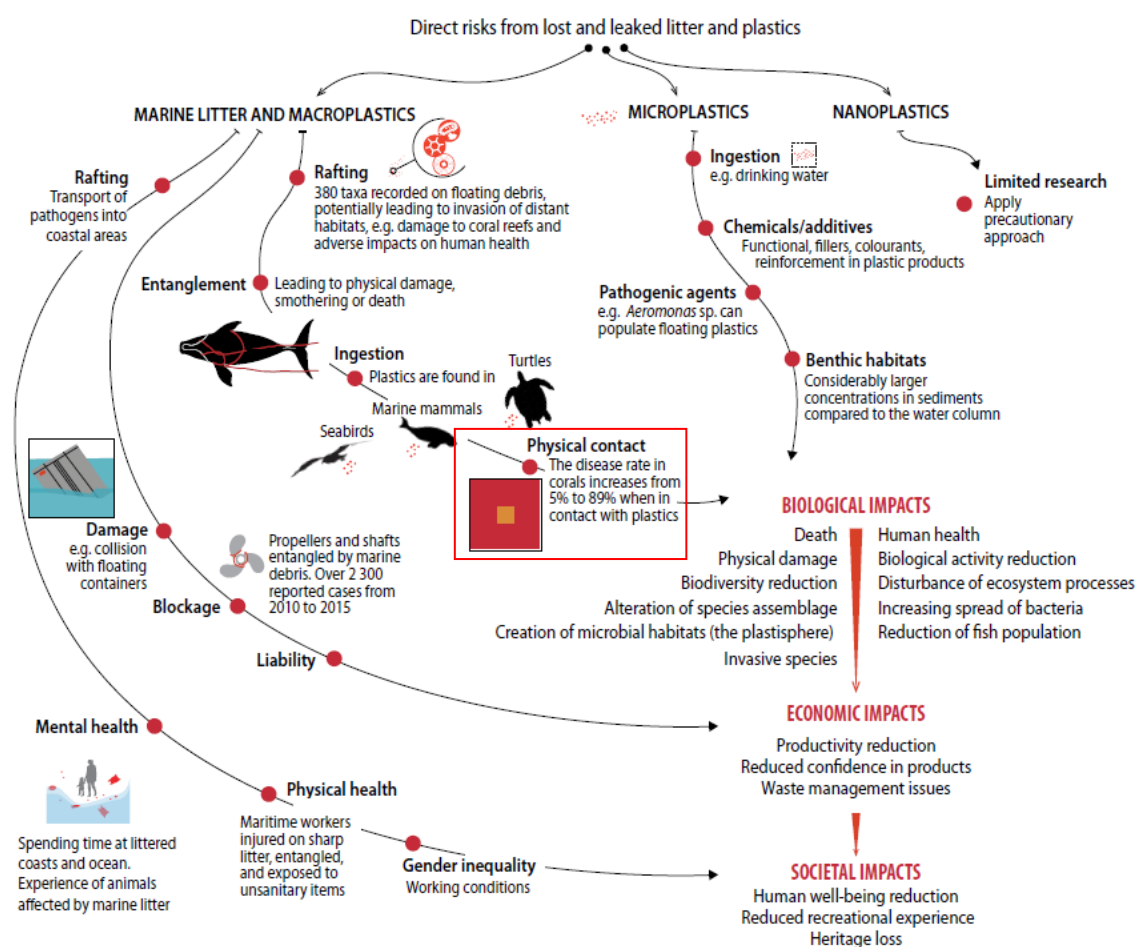 Direct risks from lost and leaked litter and plastics
MARINE LITTER AND MACROPLASTICS
MICROPLASTICS
NANOPLASTICS
Rafting
Transport of
pathogens into
coastal areas
Rafting
380 taxa recorded on floating debris,
potentially leading to invasion of distant
habitats, e.g. damage to coral reefs and
adverse impacts on human health
Entanglement
Leading to physical damage,
smothering or death
Ingestion
Plastics are found in
Turtles
Marine mammals
Seabirds
Physical contact
The disease rate in
corals increases from
5% to 89% when in
contact with plastics
Ingestion
e.g. drinking water
Chemicals/additives
Functional, fillers, colourants,
reinforcement in plastic products
Pathogenic agents
e.g. Aeromonas sp. can
populate floating plastics
Benthic habitats
Considerably larger
concentrations in sediments
compared to the water column
Limited research
Apply
precautionary
approach
Damage
e.g. collision
with floating
containers
Propellers and shafts
entangled by marine
debris. Over 2 300
reported cases from
2010 to 2015
Blockage
Liability
Mental health
Spending time at littered
coasts and ocean.
Experience of animals
affected by marine litter
Physical health
Maritime workers
injured on sharp
litter, entangled,
and exposed to
unsanitary items
Gender inequality
Working conditions
BIOLOGICAL IMPACTS
Death
Physical damage
Biodiversity reduction
Alteration of species assemblage
Creation of microbial habitats (the plastisphere)
Invasive species
Human health
Biological activity reduction
Disturbance of ecosystem processes
Increasing spread of bacteria
Reduction of fish population
ECONOMIC IMPACTS
Productivity reduction
Reduced confidence in products
Waste management issues
SOCIETAL IMPACTS
Human well-being reduction
Reduced recreational experience
Heritage loss